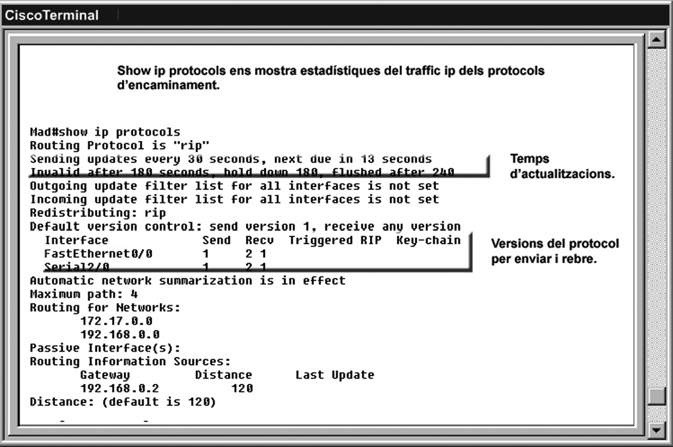 CiscoTerminal
Show ip protocols ens mostra estadístiques del traffic ip dels protocols
d'encaminament.
Mad#show ip protocols
Routing Protocol is "rip"
Sending updates every 30 seconds, next due in 13 seconds
Invalid after 180 seconds, hold down 180, flushed after 240
Temps
d'actualitzacions.
Outgoing update filter list for all interfaces is not set
Incoming update filter list for all interfaces is not set
Redistributing: rip
Default version control: send version 1, receive any version
Interface Send Recv Triggered RIP Key-chain
FastEthernet0/0 1 2 1
Serial2/0 1 2 1
Versions del protocol
per enviar i rebre.
Automatic network summarization is in effect
Maximum path: 4
Routing for Networks:
172.17.0.0
192.168.0.0
Passive Interface(s):
Routing Information Sources:
Gateway Distance Last Update
192.168.0.2 120
Distance: (default is 120)